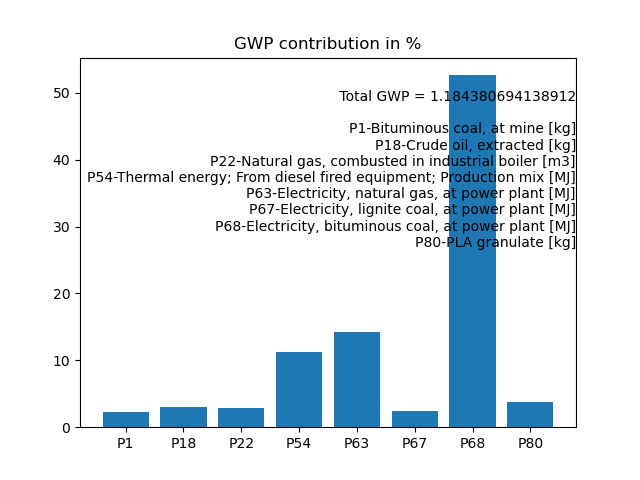 GWP contribution in %
Total GWP = 1.184380694138912
P1-Bituminous coal, at mine [kg]
P18-Crude oil, extracted [kg]
P22-Natural gas, combusted in industrial boiler [m3]
P54-Thermal energy; From diesel fired equipment; Production mix [MJ]
P63-Electricity, natural gas, at power plant [MJ]
P67-Electricity, lignite coal, at power plant [MJ]
P68-Electricity, bituminous coal, at power plant [MJ]
P80-PLA granulate [kg]
50
40
30
20
10
0
P1 P18 P22 P54 P63 P67 P68 P80